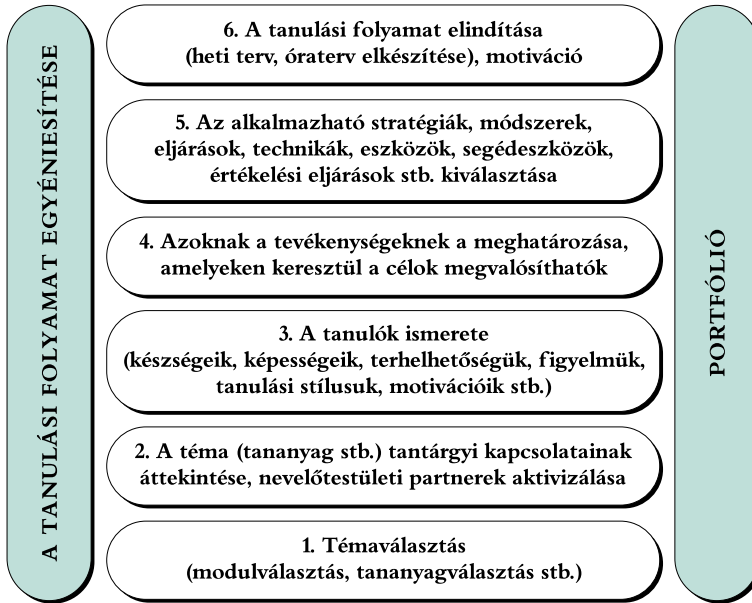 A TANULÁSI FOLYAMAT EGYÉNIESÍTÉSE
6. A tanulási folyamat elindítása
(heti terv, óraterv elkészítése), motiváció
5. Az alkalmazható stratégiák, módszerek,
eljárások, technikák, eszközök, segédeszközök,
értékelési eljárások stb. kiválasztása
4. Azoknak a tevékenységeknek a meghatározása,
amelyeken keresztül a célok megvalósíthatók
3. A tanulók ismerete
(készségeik, képességeik, terhelhetőségük, figyelmük,
tanulási stílusuk, motivációik stb.)
2. A téma (tananyag stb.) tantárgyi kapcsolatainak
áttekintése, nevelőtestületi partnerek aktivizálása
1. Témaválasztás
(modulválasztás, tananyagválasztás stb.)
PORTFÓLIÓ